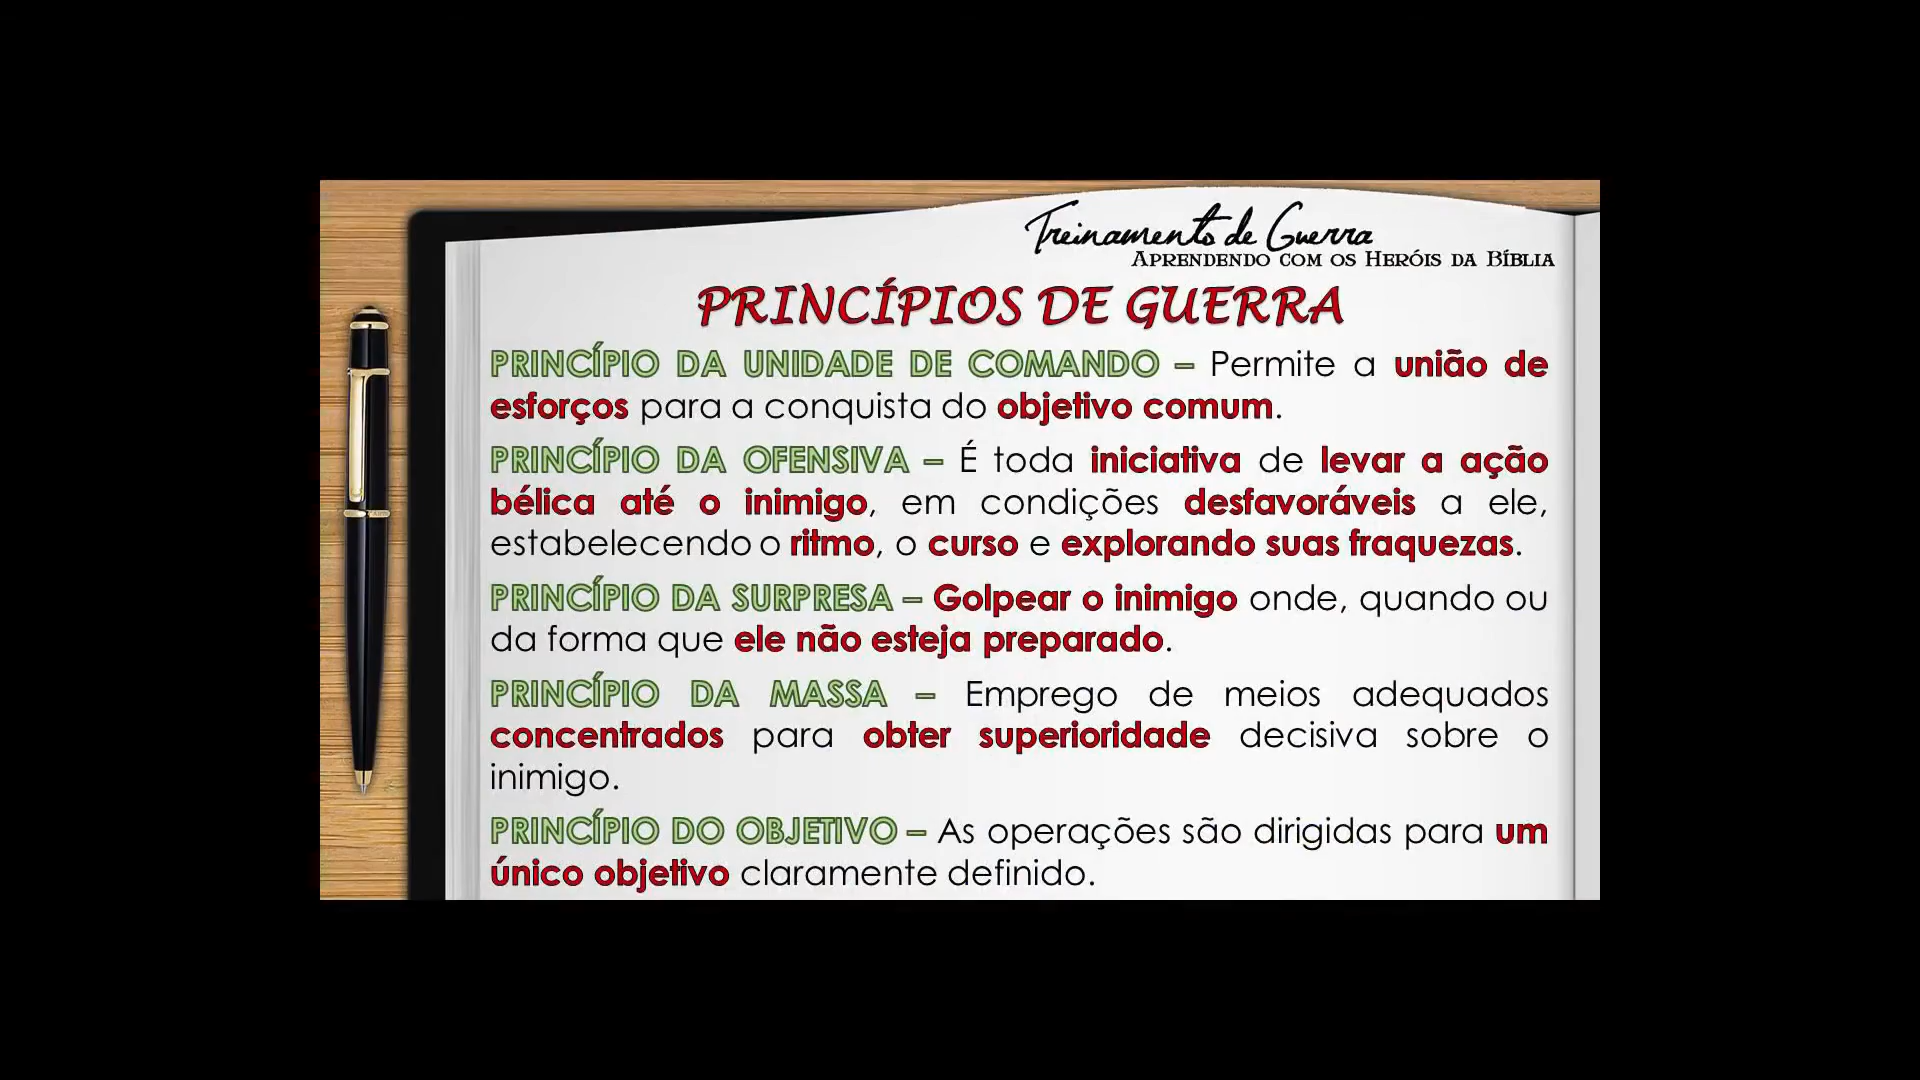 Treinamento de Guerra
Aprendendo com os Heróis da Bíblia
PRINCÍPIOS DE GUERRA
PRINCÍPIO DA UNIDADE DE COMANDO – Permite a união de
esforços para a conquista do objetivo comum.
PRINCÍPIO DA OFENSIVA – É toda iniciativa de levar a ação
bélica até o inimigo, em condições desfavoráveis a ele,
estabelecendo o ritmo, o curso e explorando suas fraquezas.
PRINCÍPIO DA SURPRESA – Golpear o inimigo onde, quando ou
da forma que ele não esteja preparado.
PRINCÍPIO DA MASSA – Emprego de meios adequados
concentrados para obter superioridade decisiva sobre o
inimigo.
PRINCÍPIO DO OBJETIVO – As operações são dirigidas para um
único objetivo claramente definido.